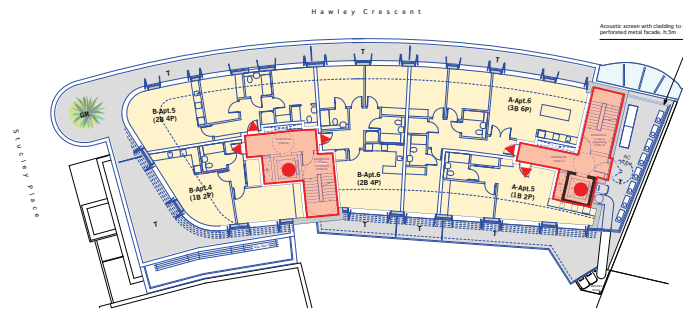 Hawley Crescent
Acoustic screen with cladding to
perforated metal facade, h:3m
T
T
T
GR
B-Apt.5
(2B 4P)
A-Apt.6
(3B 6P)
Stucley Place
AC
B-Apt.6
(2B 4P)
B-Apt.4
(1B 2P)
A-Apt.5
(1B 2P)
T
T
T
T
T